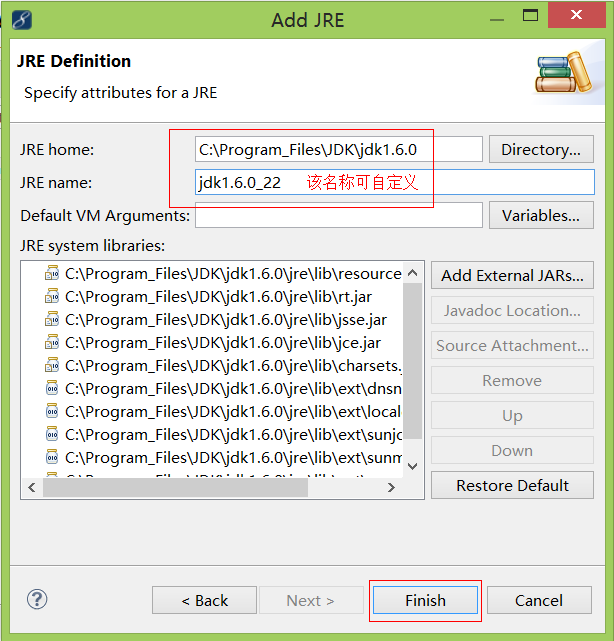 Add JRE
JRE Definition
Specify attributes for a JRE
JRE home: C:\Program_Files\JDK\jdk1.6.0 Directory...
JRE name: jdk1.6.0_22 该名称可自定义
Default VM Arguments: Variables...
JRE system libraries:
C:\Program_Files\JDK\jdk1.6.0\jre\lib\resource
C:\Program_Files\JDK\jdk1.6.0\jre\lib\rt.jar
C:\Program_Files\JDK\jdk1.6.0\jre\lib\jsse.jar
C:\Program_Files\JDK\jdk1.6.0\jre\lib\jce.jar
C:\Program_Files\JDK\jdk1.6.0\jre\lib\charsets.
C:\Program_Files\JDK\jdk1.6.0\jre\lib\ext\dnsn
C:\Program_Files\JDK\jdk1.6.0\jre\lib\ext\local
C:\Program_Files\JDK\jdk1.6.0\jre\lib\ext\sunjc
C:\Program_Files\JDK\jdk1.6.0\jre\lib\ext\sunm
Add External JARs...
Javadoc Location...
Source Attachment...
Remove
Up
Down
Restore Default
< Back Next > Finish Cancel